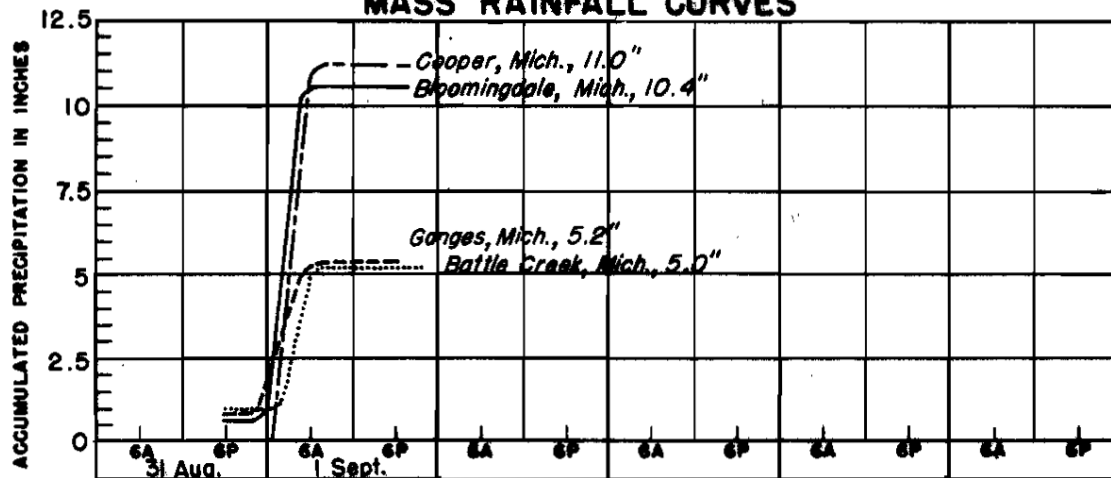 MASS RAINFALL CURVES
ACCUMULATED PRECIPITATION IN INCHES
12.5
10
7.5
5
2.5
0
Cooper, Mich., 11.0"
Bloomingdale, Mich., 10.4"
Ganges, Mich., 5.2"
Battle Creek, Mich., 5.0"
6A 6P 6A 6P 6A 6P 6A 6P 6A 6P 6A 6P
31 Aug. 1 Sept.